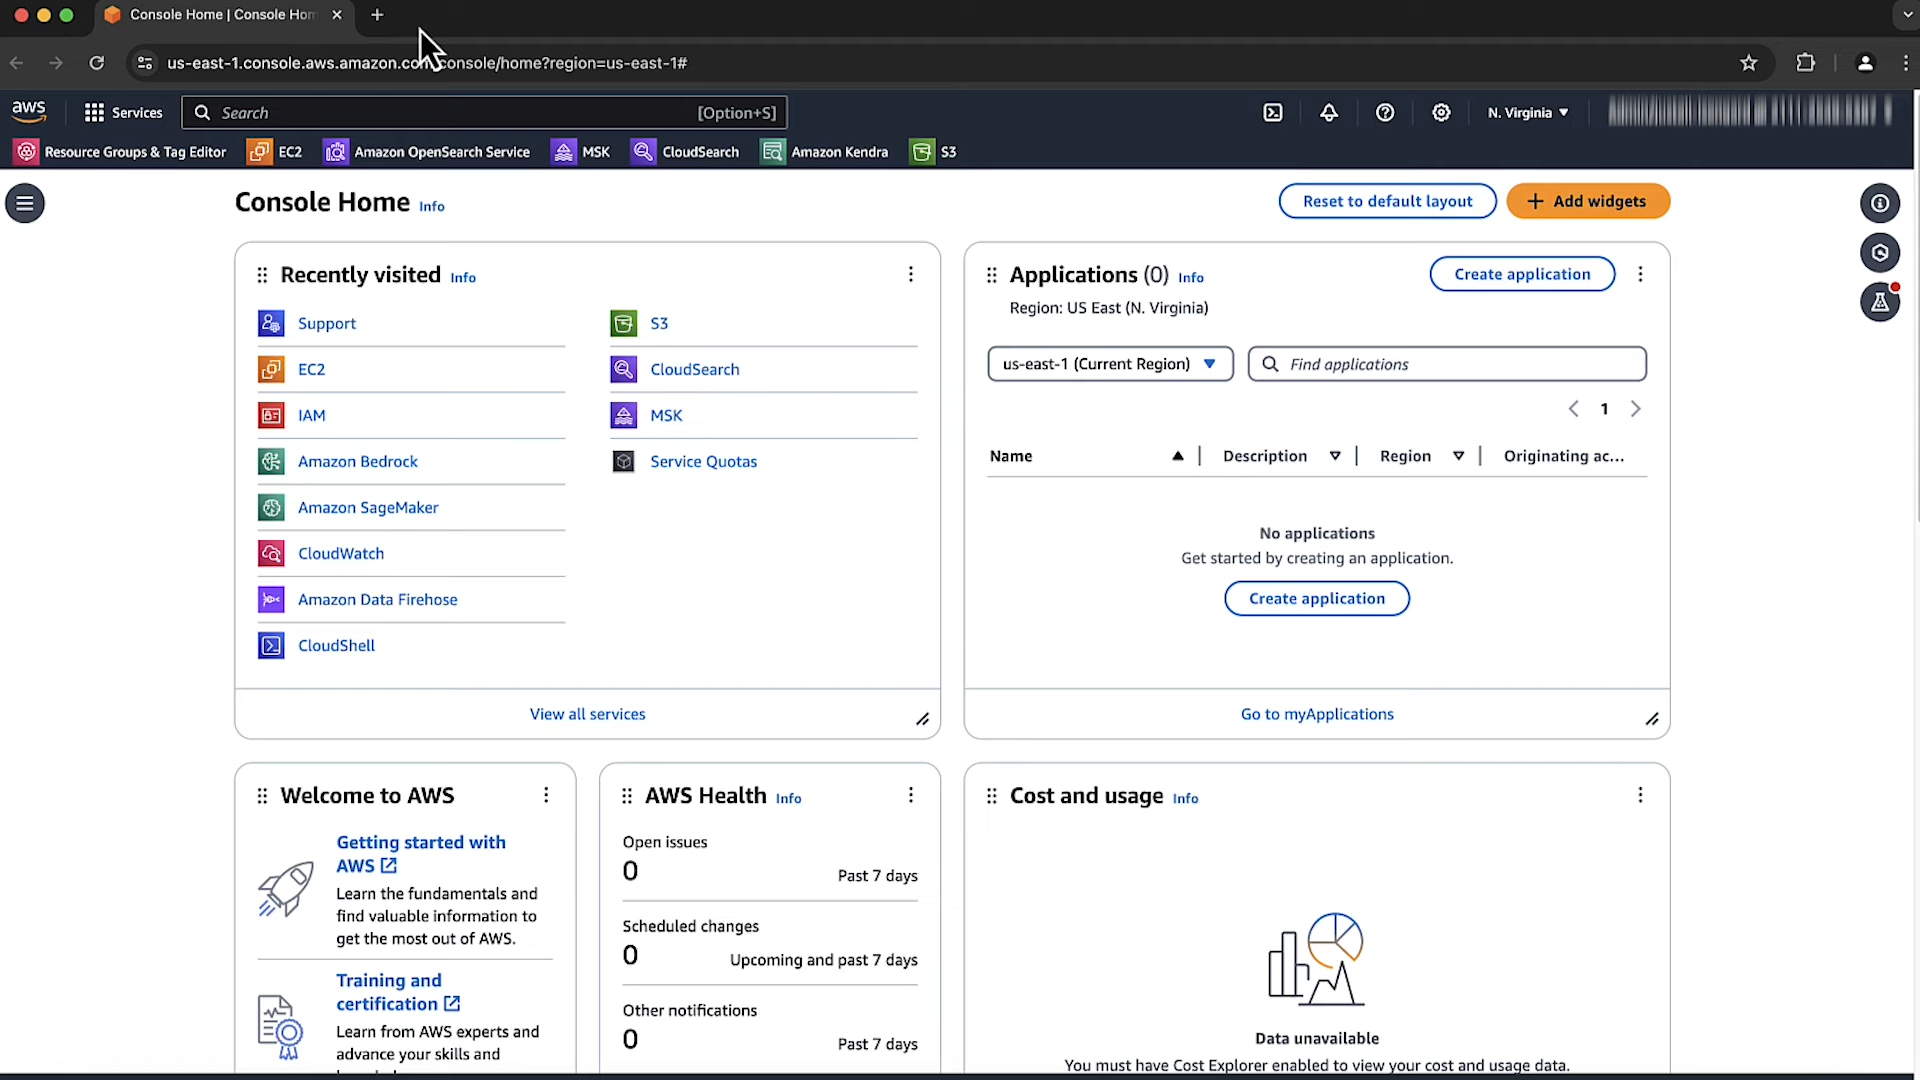 Console Home | Console Hom
us-east-1.console.aws.amazon.com/console/home?region=us-east-1#
aws
Services
Search
[Option+S]
N. Virginia
Resource Groups & Tag Editor
EC2
Amazon OpenSearch Service
MSK
CloudSearch
Amazon Kendra
S3
Console Home Info
Reset to default layout
Add widgets
Recently visited Info
Support
EC2
IAM
Amazon Bedrock
Amazon SageMaker
CloudWatch
Amazon Data Firehose
CloudShell
S3
CloudSearch
MSK
Service Quotas
View all services
Applications (0) Info
Region: US East (N. Virginia)
Create application
us-east-1 (Current Region)
Find applications
1
Name
Description
Region
Originating ac...
No applications
Get started by creating an application.
Create application
Go to myApplications
Welcome to AWS
Getting started with
AWS
Learn the fundamentals and
find valuable information to
get the most out of AWS.
Training and
certification
Learn from AWS experts and
advance your skills and
AWS Health Info
Open issues
0
Past 7 days
Scheduled changes
0
Upcoming and past 7 days
Other notifications
0
Past 7 days
Cost and usage Info
Data unavailable
You must have Cost Explorer enabled to view your cost and usage data.